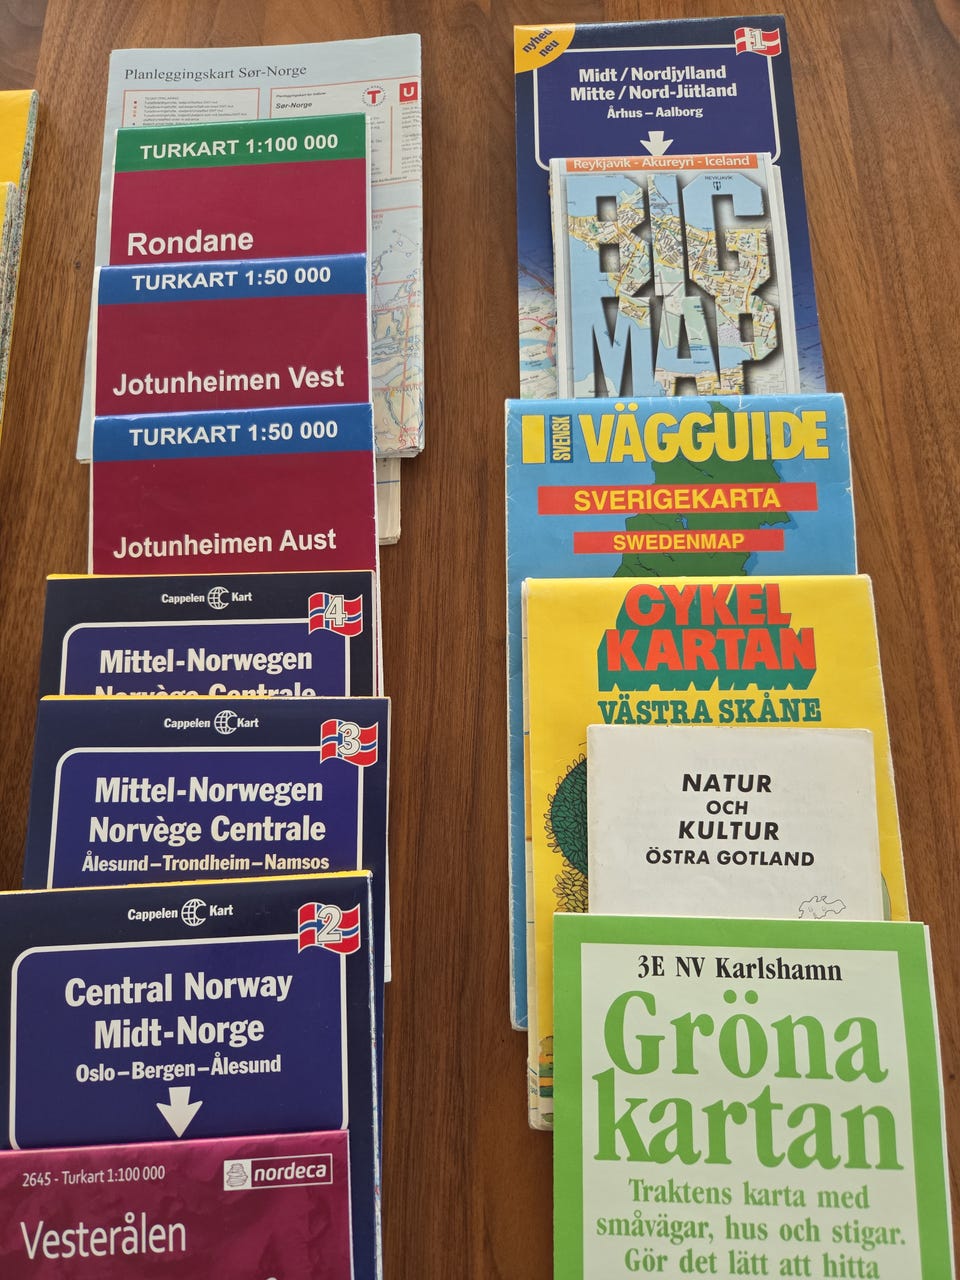 Planleggingskart Sør-Norge
Sør-Norge
T
U
TURKART 1:100 000
Rondane
TURKART 1:50 000
Jotunheimen Vest
TURKART 1:50 000
Jotunheimen Aust
Cappelen Kart
4
Mittel-Norwegen
Norvège Centrale
Cappelen Kart
3
Mittel-Norwegen
Norvège Centrale
Ålesund–Trondheim–Namsos
Cappelen Kart
2
Central Norway
Midt-Norge
Oslo–Bergen–Ålesund
2645 - Turkart 1:100 000
nordeca
Vesterålen
nyhed
neu
1
Midt/Nordjylland
Mitte/Nord-Jütland
Århus–Aalborg
Reykjavik - Akureyri - Iceland
REYKJAVIK
BIG
MAP
SVENSK
VÄGGUIDE
SVERIGEKARTA
SWEDENMAP
CYKEL
KARTAN
VÄSTRA SKÅNE
NATUR
OCH
KULTUR
ÖSTRA GOTLAND
3E NV Karlshamn
Gröna
kartan
Traktens karta med
småvägar, hus och stigar.
Gör det lätt att hitta